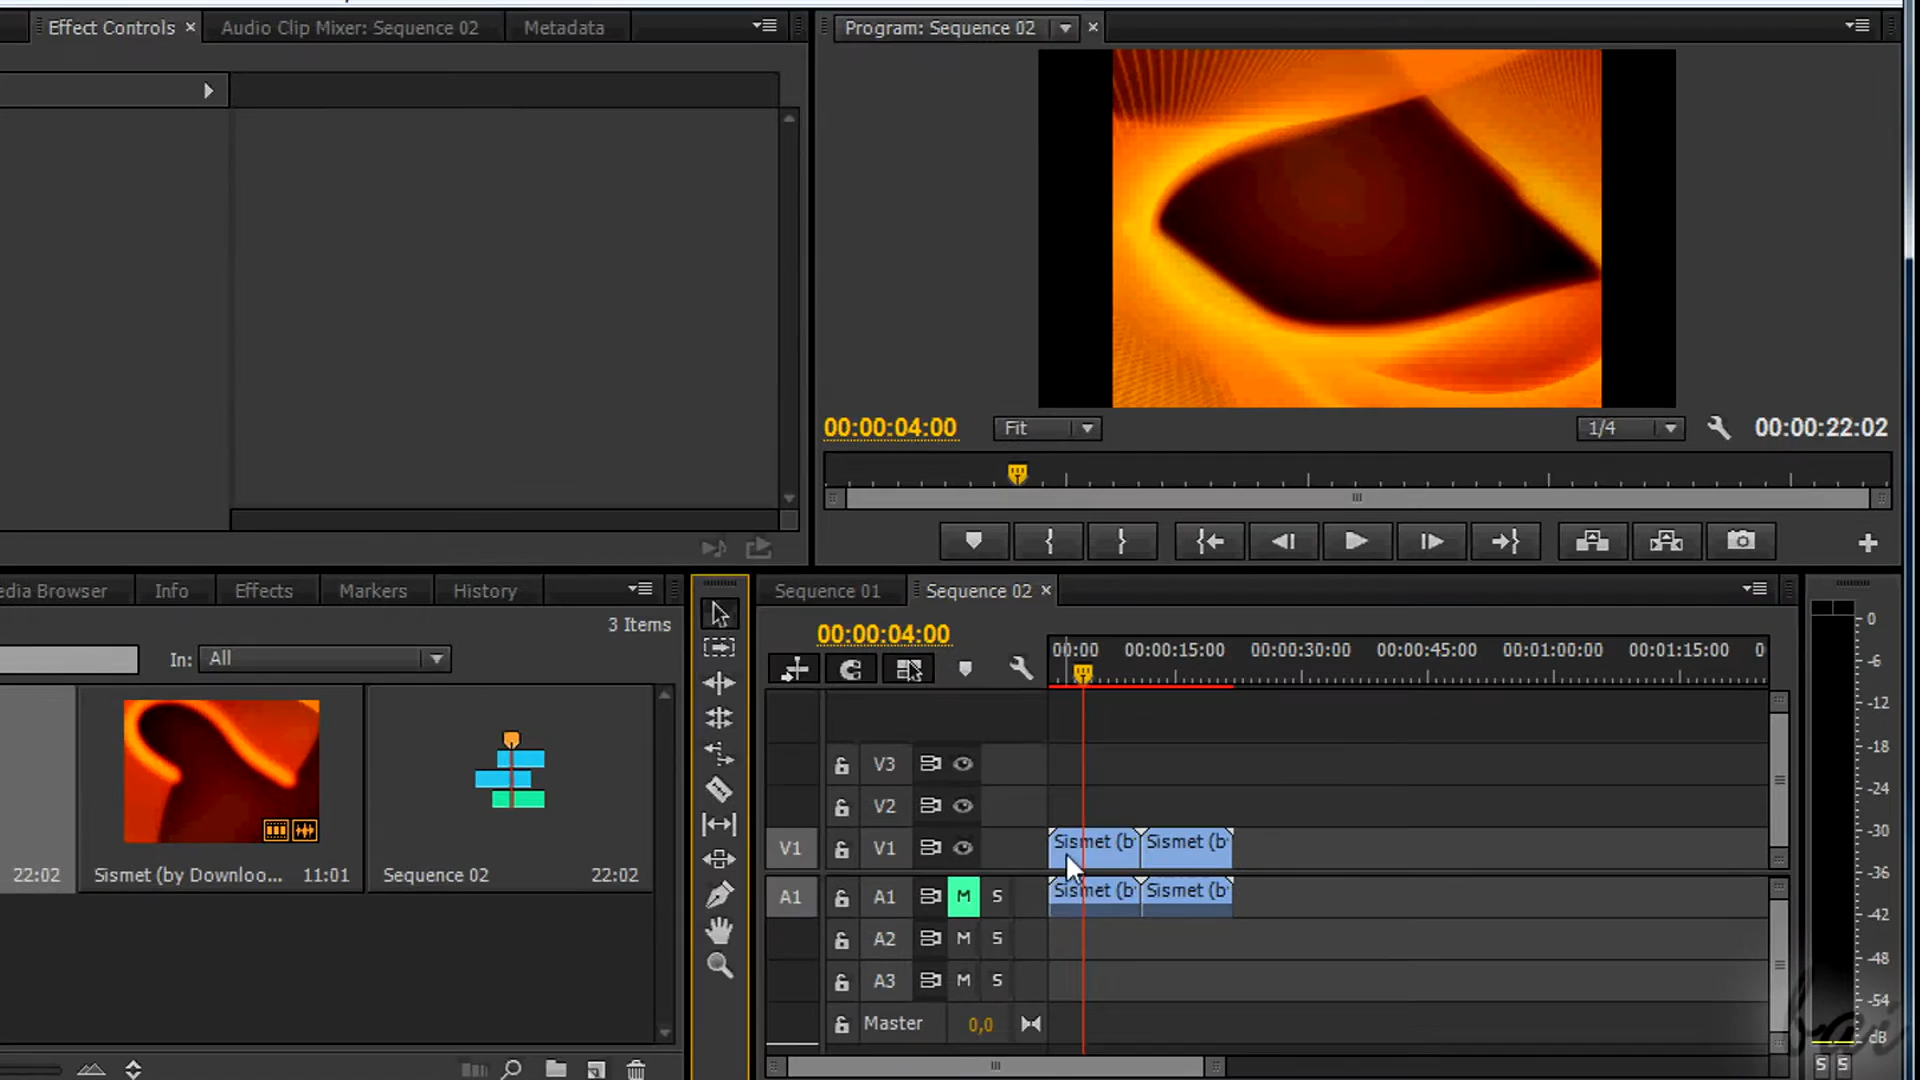 Effect Controls × Audio Clip Mixer: Sequence 02 Metadata
Program: Sequence 02 ×
00:00:04:00 Fit 1/4 00:00:22:02
edia Browser Info Effects Markers History
3 Items
In: All
22:02 Sismet (by Downloo... 11:01 Sequence 02 22:02
Sequence 01 Sequence 02 ×
00:00:04:00
00:00 00:00:15:00 00:00:30:00 00:00:45:00 00:01:00:00 00:01:15:00 0
V3
V2
V1 V1 Sismet (b Sismet (b
A1 A1 M S Sismet (b Sismet (b
A2 M S
A3 M S
Master 0,0
0
-6
-12
-18
-24
-30
-36
-42
-48
-54
dB
S S